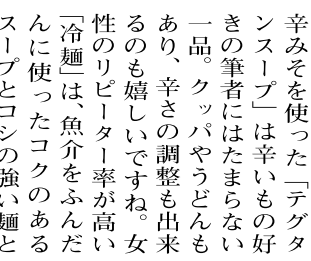 辛みそを使った「テグタ
ンスープ」は辛いもの好
きの筆者にはたまらない
一品。クッパやうどんも
あり、辛さの調整も出来
るのも嬉しいですね。女
性のリピーター率が高い
「冷麺」は、魚介をふんだ
んに使ったコクのある
スープとコシの強い麺と